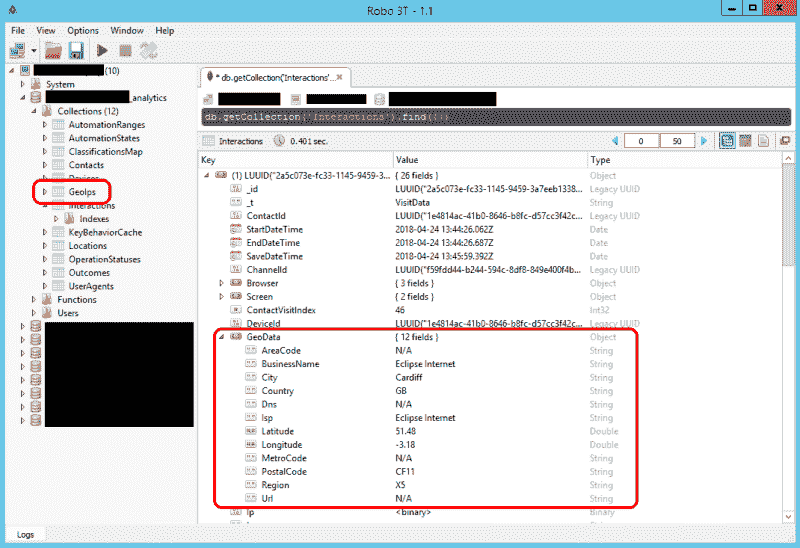 Robo 3T - 1.1
File View Options Window Help
(10)
System
_analytics
Collections (12)
AutomationRanges
AutomationStates
ClassificationsMap
Contacts
Devices
GeoIps
Interactions
Indexes
KeyBehaviorCache
Locations
OperationStatuses
Outcomes
UserAgents
Functions
Users
* db.getCollection('Interactions'...
db.getCollection('Interactions').find({})
Interactions 0.401 sec. 0 50
Key Value Type
(1) LUUID("2a5c073e-fc33-1145-9459-3... { 26 fields } Object
_id LUUID("2a5c073e-fc33-1145-9459-3a7eeb1338... Legacy UUID
_t VisitData String
ContactId LUUID("1e4814ac-41b0-8646-b8fc-d57cc3f42c... Legacy UUID
StartDateTime 2018-04-24 13:44:26.062Z Date
EndDateTime 2018-04-24 13:44:26.687Z Date
SaveDateTime 2018-04-24 13:45:59.392Z Date
ChannelId LUUID("f59fdd44-b244-594c-8df8-849e400f4b... Legacy UUID
Browser { 3 fields } Object
Screen { 2 fields } Object
ContactVisitIndex 46 Int32
DeviceId LUUID("1e4814ac-41b0-8646-b8fc-d57cc3f42c... Legacy UUID
GeoData { 12 fields } Object
AreaCode N/A String
BusinessName Eclipse Internet String
City Cardiff String
Country GB String
Dns N/A String
Isp Eclipse Internet String
Latitude 51.48 Double
Longitude -3.18 Double
MetroCode N/A String
PostalCode CF11 String
Region X5 String
Url N/A String
Ip <binary> Binary
Logs